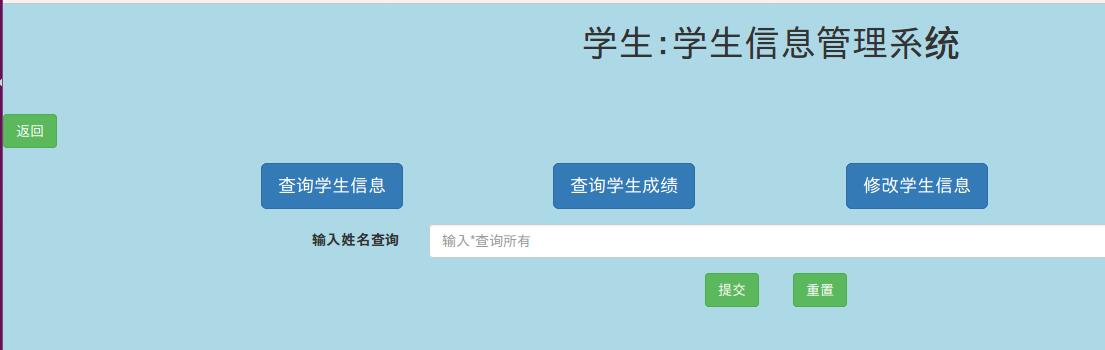 学生:学生信息管理系统
返回
查询学生信息 查询学生成绩 修改学生信息
输入姓名查询 输入*查询所有
提交 重置